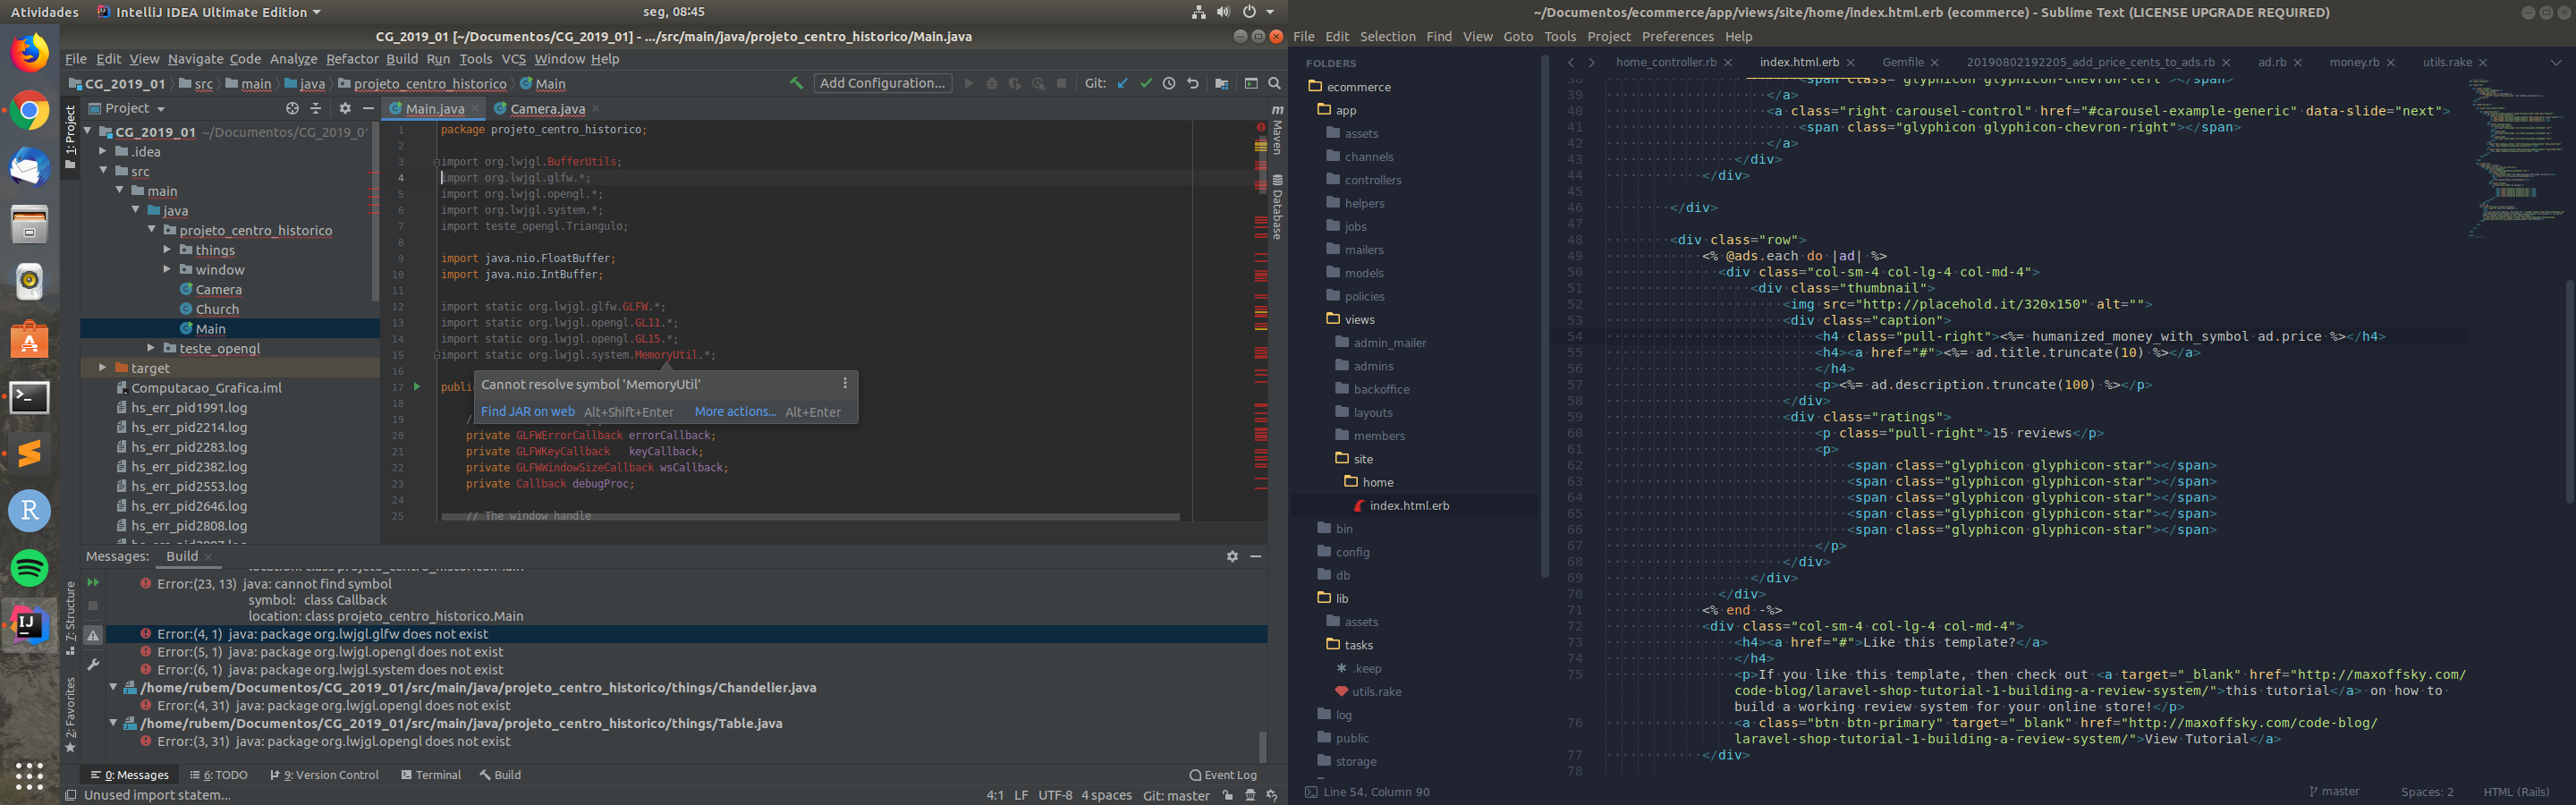 Atividades
IntelliJ IDEA Ultimate Edition
seg, 08:45
CG_2019_01 [~/Documentos/CG_2019_01] - .../src/main/java/projeto_centro_historico/Main.java
File Edit View Navigate Code Analyze Refactor Build Run Tools VCS Window Help
CG_2019_01 src main java projeto_centro_historico Main
Add Configuration...
Git:
Project
Main.java
Camera.java
1: Project
7: Structure
2: Favorites
Maven
Database
CG_2019_01 ~/Documentos/CG_2019_0
.idea
src
main
java
projeto_centro_historico
things
window
Camera
Church
Main
teste_opengl
target
Computacao_Grafica.iml
hs_err_pid1991.log
hs_err_pid2214.log
hs_err_pid2283.log
hs_err_pid2382.log
hs_err_pid2553.log
hs_err_pid2646.log
hs_err_pid2808.log
1 package projeto_centro_historico;
2
3 import org.lwjgl.BufferUtils;
4 import org.lwjgl.glfw.*;
5 import org.lwjgl.opengl.*;
6 import org.lwjgl.system.*;
7 import teste_opengl.Triangulo;
8
9 import java.nio.FloatBuffer;
10 import java.nio.IntBuffer;
11
12 import static org.lwjgl.glfw.GLFW.*;
13 import static org.lwjgl.opengl.GL11.*;
14 import static org.lwjgl.opengl.GL15.*;
15 import static org.lwjgl.system.MemoryUtil.*;
16
17 public
Cannot resolve symbol 'MemoryUtil'
Find JAR on web Alt+Shift+Enter More actions... Alt+Enter
18
19 //
20 private GLFWErrorCallback errorCallback;
21 private GLFWKeyCallback keyCallback;
22 private GLFWWindowSizeCallback wsCallback;
23 private Callback debugProc;
24
25 // The window handle
Messages: Build
location: class projeto_centro_historico.Main
Error:(23, 13) java: cannot find symbol
symbol: class Callback
location: class projeto_centro_historico.Main
Error:(4, 1) java: package org.lwjgl.glfw does not exist
Error:(5, 1) java: package org.lwjgl.opengl does not exist
Error:(6, 1) java: package org.lwjgl.system does not exist
/home/rubem/Documentos/CG_2019_01/src/main/java/projeto_centro_historico/things/Chandelier.java
Error:(4, 31) java: package org.lwjgl.opengl does not exist
/home/rubem/Documentos/CG_2019_01/src/main/java/projeto_centro_historico/things/Table.java
Error:(3, 31) java: package org.lwjgl.opengl does not exist
0: Messages 6: TODO 9: Version Control Terminal Build Event Log
Unused import statem... 4:1 LF UTF-8 4 spaces Git: master
~/Documentos/ecommerce/app/views/site/home/index.html.erb (ecommerce) - Sublime Text (LICENSE UPGRADE REQUIRED)
File Edit Selection Find View Goto Tools Project Preferences Help
FOLDERS
ecommerce
app
assets
channels
controllers
helpers
jobs
mailers
models
policies
views
admin_mailer
admins
backoffice
layouts
members
site
home
index.html.erb
bin
config
db
lib
assets
tasks
.keep
utils.rake
log
public
storage
home_controller.rb index.html.erb Gemfile 20190802192205_add_price_cents_to_ads.rb ad.rb money.rb utils.rake
38 <span class="glyphicon glyphicon-chevron-left"></span>
39 </a>
40 <a class="right carousel-control" href="#carousel-example-generic" data-slide="next">
41 <span class="glyphicon glyphicon-chevron-right"></span>
42 </a>
43 </div>
44 </div>
45
46 </div>
47
48 <div class="row">
49 <% @ads.each do |ad| %>
50 <div class="col-sm-4 col-lg-4 col-md-4">
51 <div class="thumbnail">
52 <img src="http://placehold.it/320x150" alt="">
53 <div class="caption">
54 <h4 class="pull-right"><%= humanized_money_with_symbol ad.price %></h4>
55 <h4><a href="#"><%= ad.title.truncate(10) %></a>
56 </h4>
57 <p><%= ad.description.truncate(100) %></p>
58 </div>
59 <div class="ratings">
60 <p class="pull-right">15 reviews</p>
61 <p>
62 <span class="glyphicon glyphicon-star"></span>
63 <span class="glyphicon glyphicon-star"></span>
64 <span class="glyphicon glyphicon-star"></span>
65 <span class="glyphicon glyphicon-star"></span>
66 <span class="glyphicon glyphicon-star"></span>
67 </p>
68 </div>
69 </div>
70 </div>
71 <% end -%>
72 <div class="col-sm-4 col-lg-4 col-md-4">
73 <h4><a href="#">Like this template?</a>
74 </h4>
75 <p>If you like this template, then check out <a target="_blank" href="http://maxoffsky.com/
code-blog/laravel-shop-tutorial-1-building-a-review-system/">this tutorial</a> on how to
build a working review system for your online store!</p>
76 <a class="btn btn-primary" target="_blank" href="http://maxoffsky.com/code-blog/
laravel-shop-tutorial-1-building-a-review-system/">View Tutorial</a>
77 </div>
78
Line 54, Column 90
master
Spaces: 2
HTML (Rails)